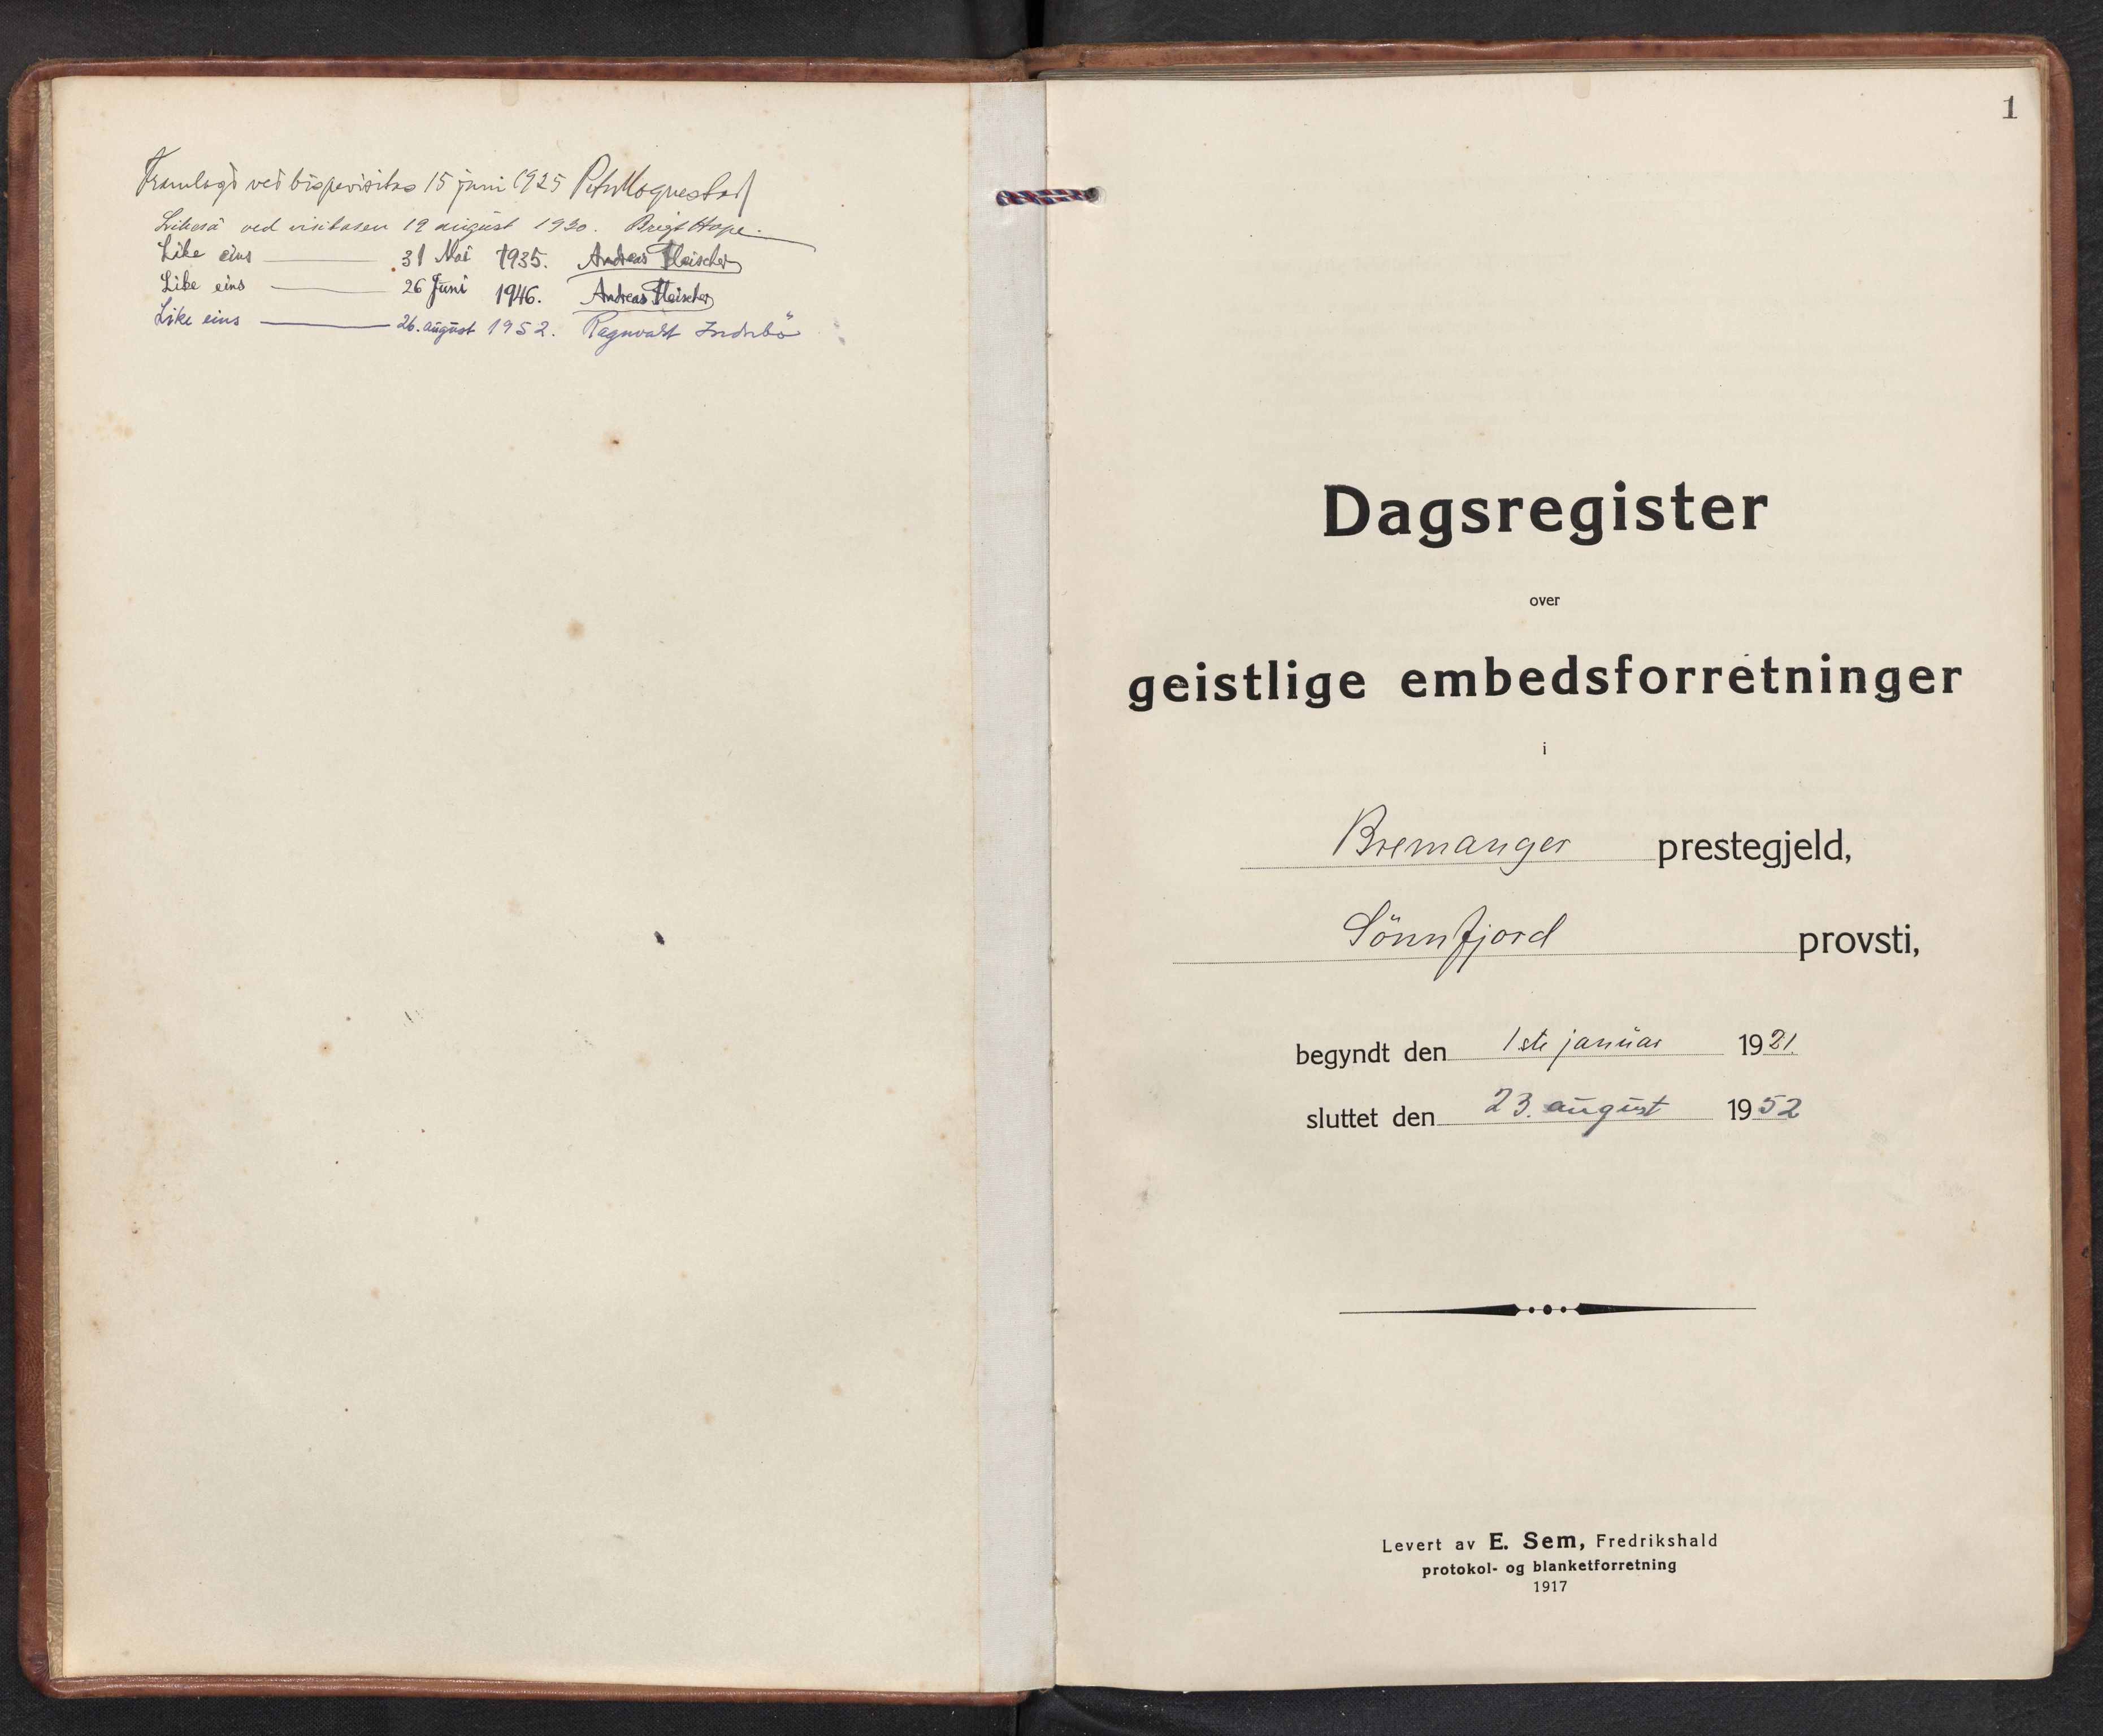 Framlagt ved bispevisitas 15 juni 1925 Peter Hognestad
Likeså ved visitasen 19 august 1930. Bregt Hope.
Like eins — 31 Mai 1935. Andreas Fleischer
Like eins — 26 Juni 1946. Andreas Fleischer
Like eins — 26. august 1952. Ragnvald Indrebö
1
Dagsregister
over
geistlige embedsforretninger
i
Bremanger prestegjeld,
Sönnfjord provsti,
begyndt den 1ste januar 1921.
sluttet den 23. august 1952
Levert av E. Sem, Fredrikshald
protokol- og blanketforretning
1917